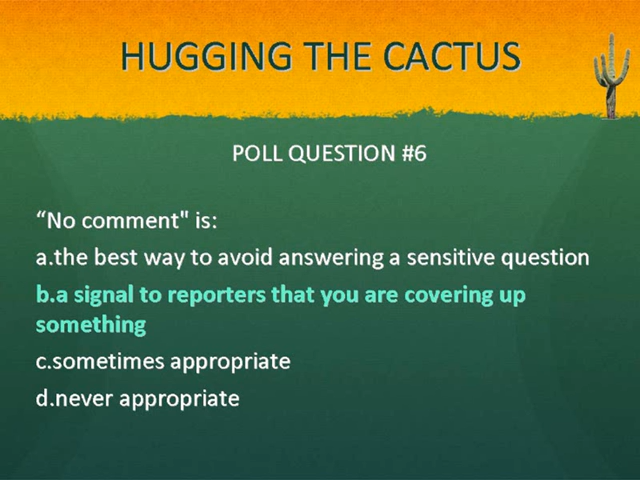 HUGGING THE CACTUS
POLL QUESTION #6
“No comment" is:
a.the best way to avoid answering a sensitive question
b.a signal to reporters that you are covering up
something
c.sometimes appropriate
d.never appropriate